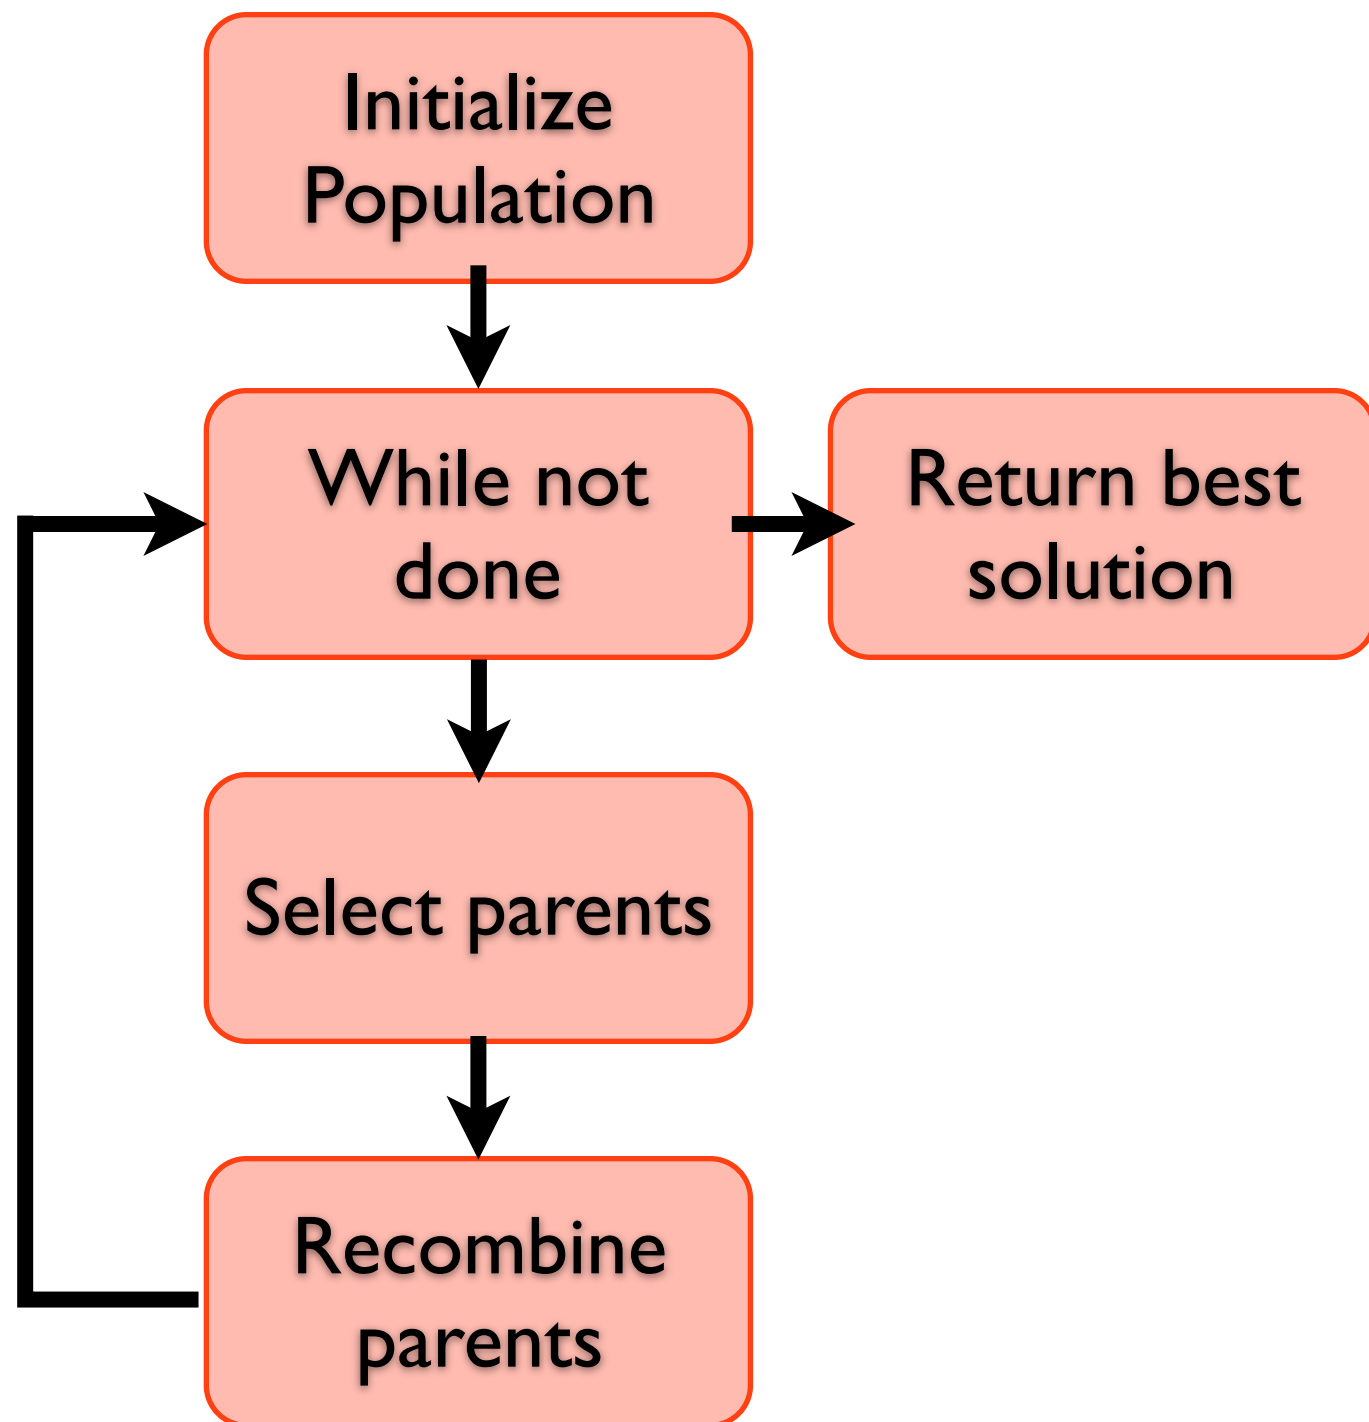 Initialize
Population
While not
done
Return best
solution
Select parents
Recombine
parents